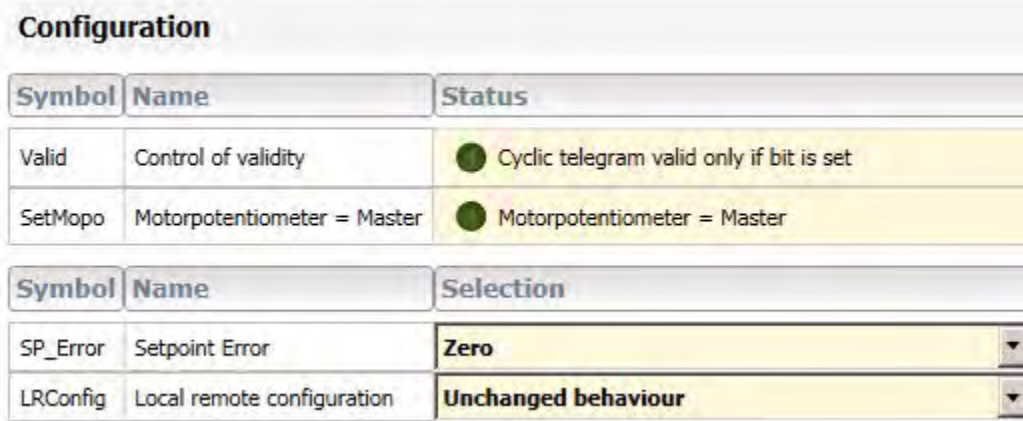 Configuration
Symbol Name Status
Valid Control of validity Cyclic telegram valid only if bit is set
SetMopo Motorpotentiometer = Master Motorpotentiometer = Master
Symbol Name Selection
SP_Error Setpoint Error Zero
LRConfig Local remote configuration Unchanged behaviour